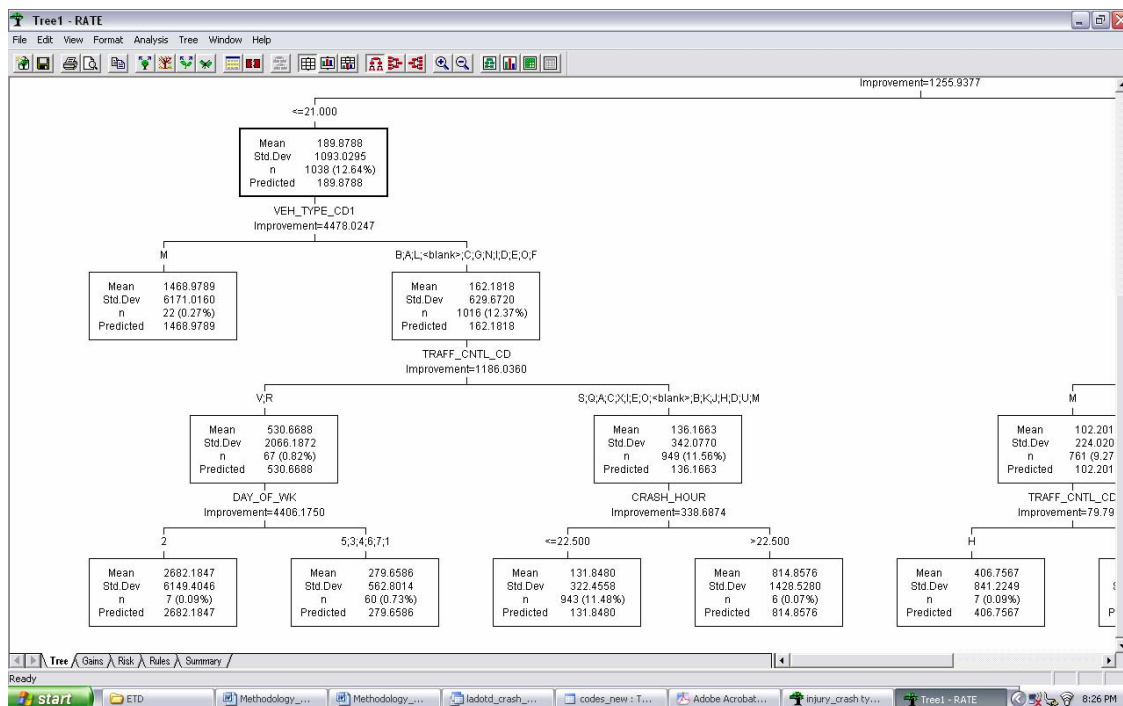 Tree1 - RATE
File Edit View Format Analysis Tree Window Help
Improvement=1255.9377
<=21.000
Mean 189.8788
Std.Dev 1093.0295
n 1038 (12.64%)
Predicted 189.8788
VEH_TYPE_CD1
Improvement=4478.0247
M
B;A;L;<blank>;C;G;N;I;D;E;O;F
Mean 1468.9789
Std.Dev 6171.0160
n 22 (0.27%)
Predicted 1468.9789
Mean 162.1818
Std.Dev 629.6720
n 1016 (12.37%)
Predicted 162.1818
TRAFF_CNTL_CD
Improvement=1186.0360
V;R
S;Q;A;C;X;I;E;O;<blank>;B;K;J;H;D;U;M
M
Mean 530.6688
Std.Dev 2066.1872
n 67 (0.82%)
Predicted 530.6688
Mean 136.1663
Std.Dev 342.0770
n 949 (11.56%)
Predicted 136.1663
Mean 102.201
Std.Dev 224.020
n 761 (9.27
Predicted 102.201
DAY_OF_WK
Improvement=4406.1750
CRASH_HOUR
Improvement=338.6874
TRAFF_CNTL_CD
Improvement=79.79
2
5;3;4;6;7;1
<=22.500
>22.500
H
Mean 2682.1847
Std.Dev 6149.4046
n 7 (0.09%)
Predicted 2682.1847
Mean 279.6586
Std.Dev 562.8014
n 60 (0.73%)
Predicted 279.6586
Mean 131.8480
Std.Dev 322.4558
n 943 (11.48%)
Predicted 131.8480
Mean 814.8576
Std.Dev 1428.5280
n 6 (0.07%)
Predicted 814.8576
Mean 406.7567
Std.Dev 841.2249
n 7 (0.09%)
Predicted 406.7567
Tree Gains Risk Rules Summary
Ready
start ETD Methodology_... Methodology_... ladotd_crash_... codes_new : T... Adobe Acrobat... injury_crash ty... Tree1 - RATE 8:26 PM